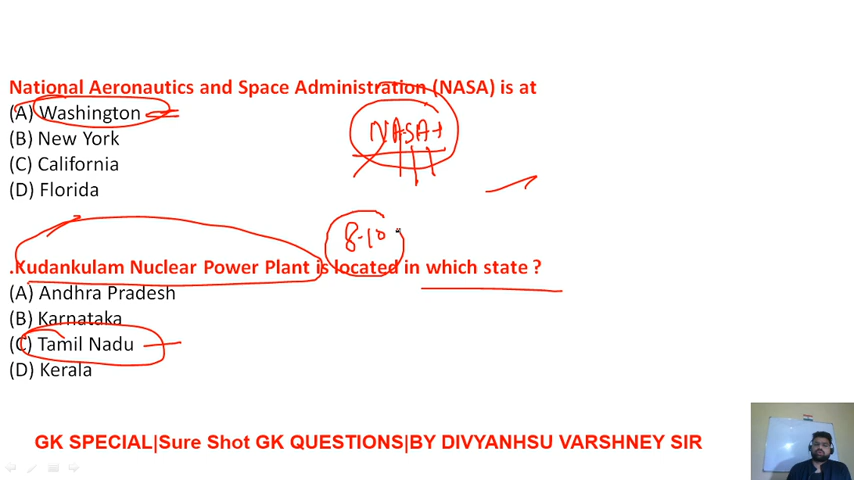 National Aeronautics and Space Administration (NASA) is at
(A) Washington
NASA
(B) New York
(C) California
(D) Florida
8-10
.Kudankulam Nuclear Power Plant is located in which state ?
(A) Andhra Pradesh
(B) Karnataka
(C) Tamil Nadu
(D) Kerala
GK SPECIAL|Sure Shot GK QUESTIONS|BY DIVYANHSU VARSHNEY SIR